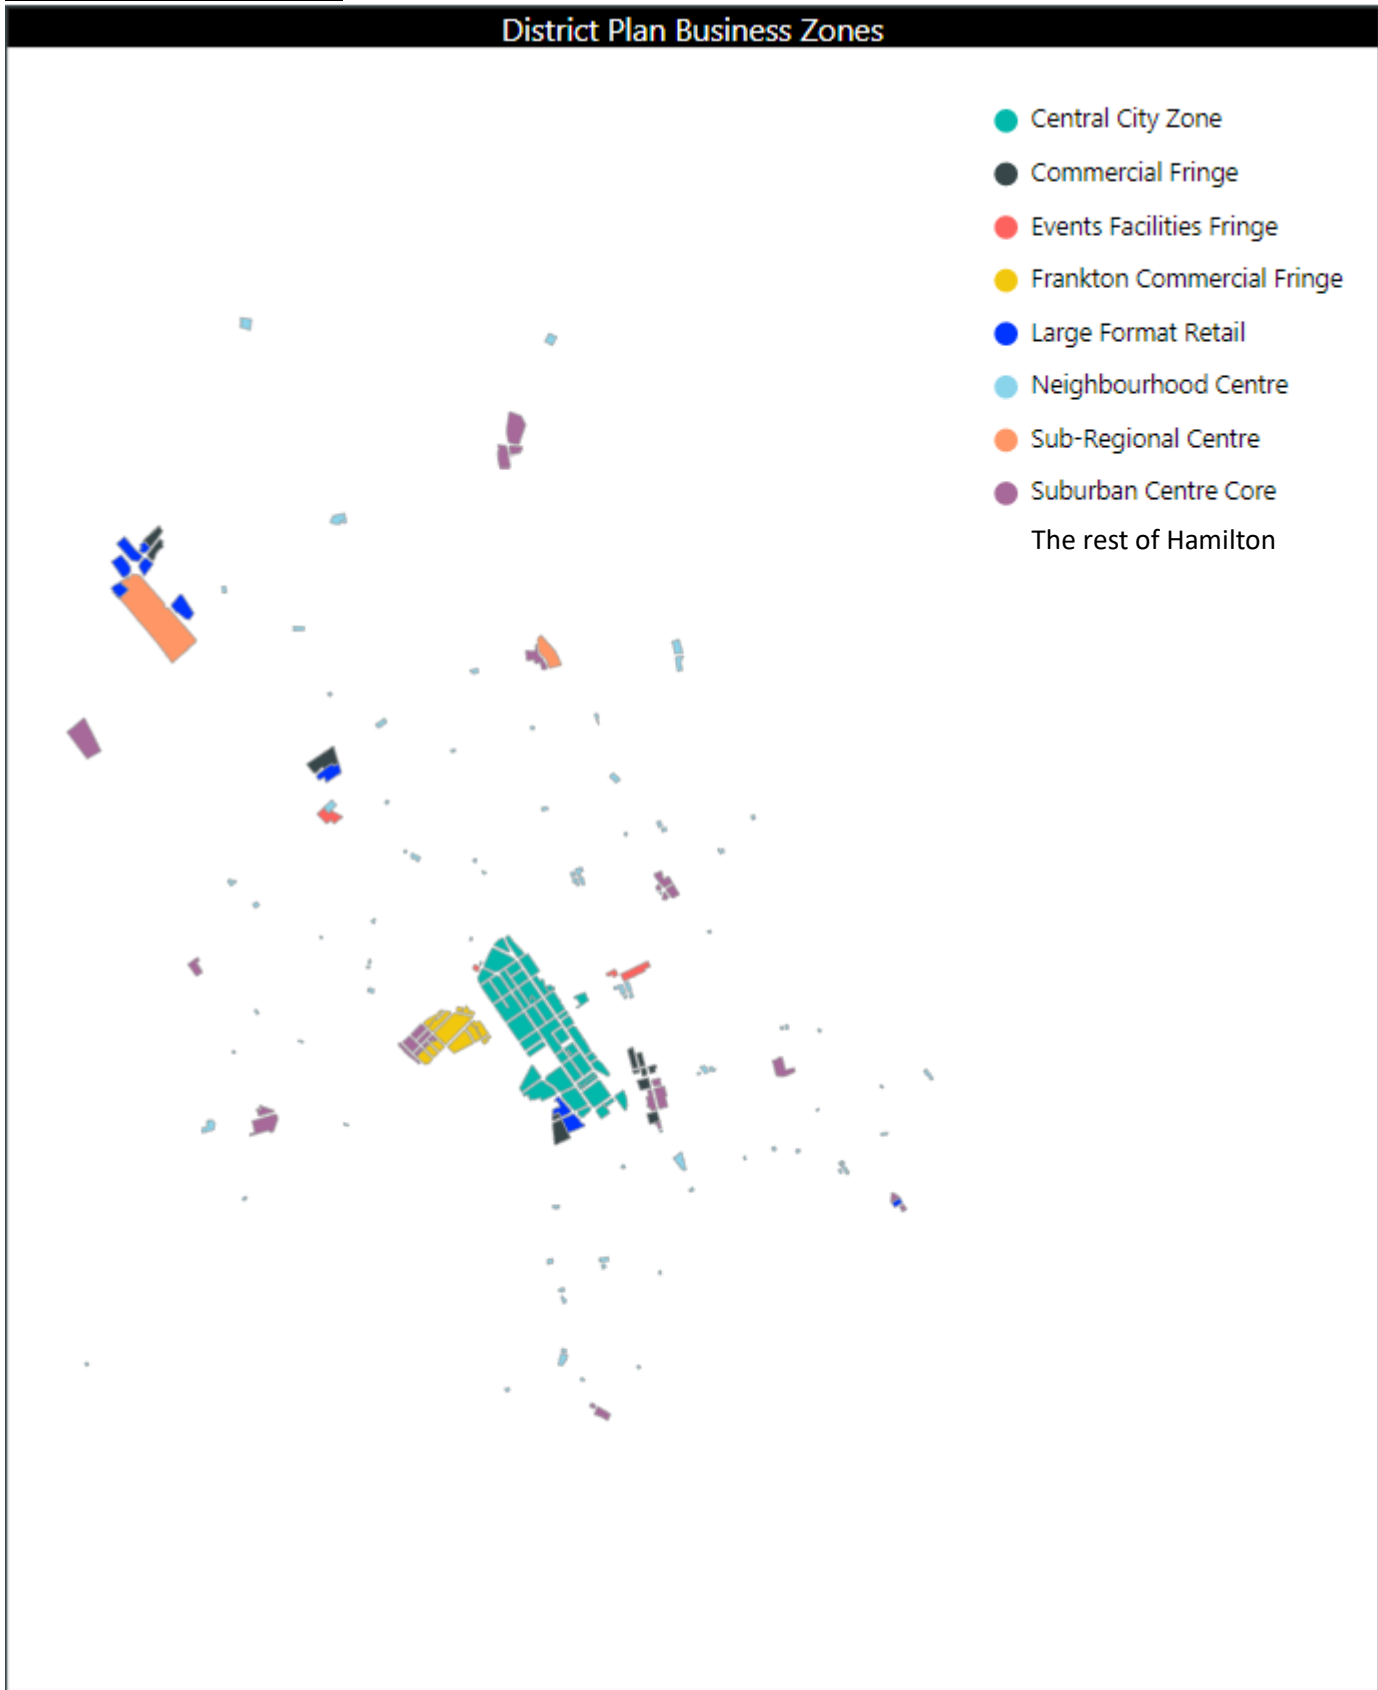 District Plan Business Zones
Central City Zone
Commercial Fringe
Events Facilities Fringe
Frankton Commercial Fringe
Large Format Retail
Neighbourhood Centre
Sub-Regional Centre
Suburban Centre Core
The rest of Hamilton